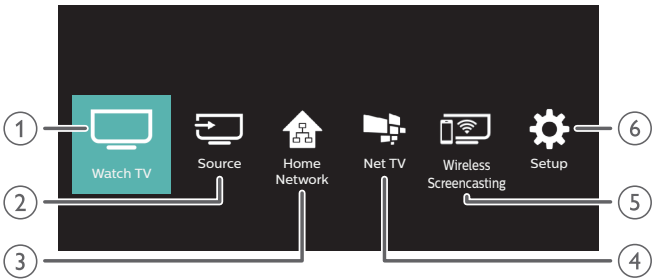 1
Watch TV
2
Source
3
Home
Network
4
Net TV
5
Wireless
Screencasting
6
Setup